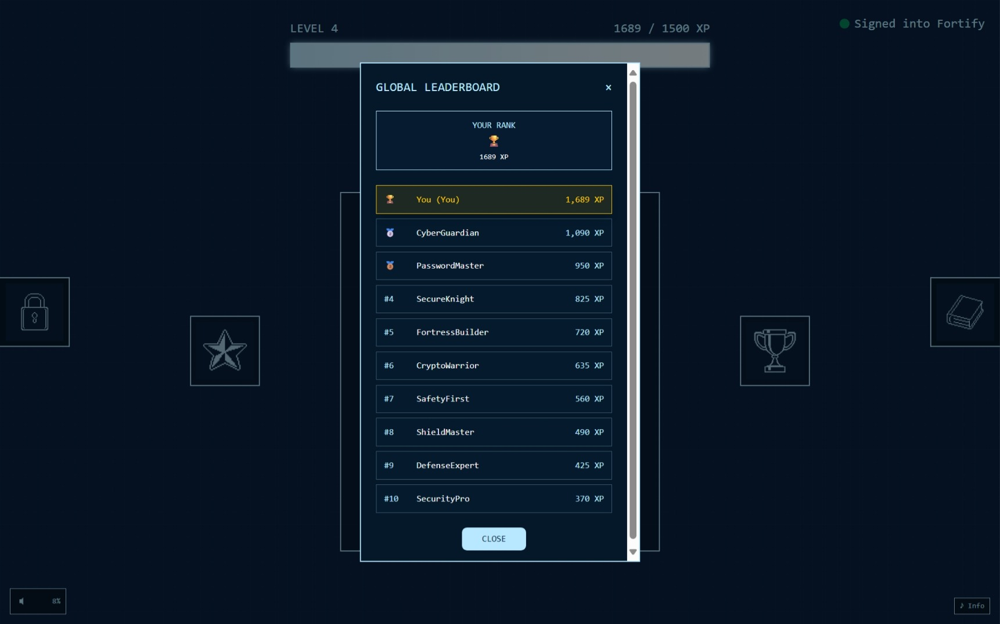 LEVEL 4
1689 / 1500 XP
Signed into Fortify
GLOBAL LEADERBOARD
×
YOUR RANK
1689 XP
You (You) 1,689 XP
CyberGuardian 1,090 XP
PasswordMaster 950 XP
#4 SecureKnight 825 XP
#5 FortressBuilder 720 XP
#6 CryptoWarrior 635 XP
#7 SafetyFirst 560 XP
#8 ShieldMaster 490 XP
#9 DefenseExpert 425 XP
#10 SecurityPro 370 XP
CLOSE
8%
♪ Info